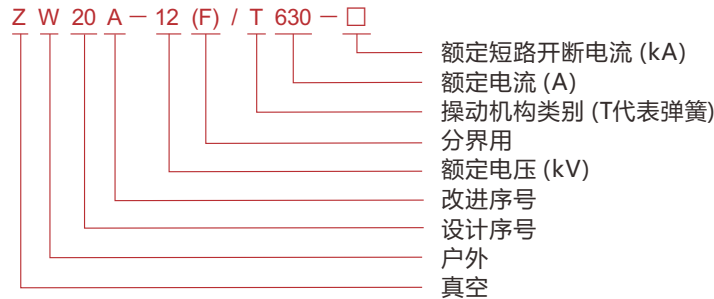 Z W 20 A－12 (F) / T 630－□
额定短路开断电流 (kA)
额定电流 (A)
操动机构类别 (T代表弹簧)
分界用
额定电压 (kV)
改进序号
设计序号
户外
真空